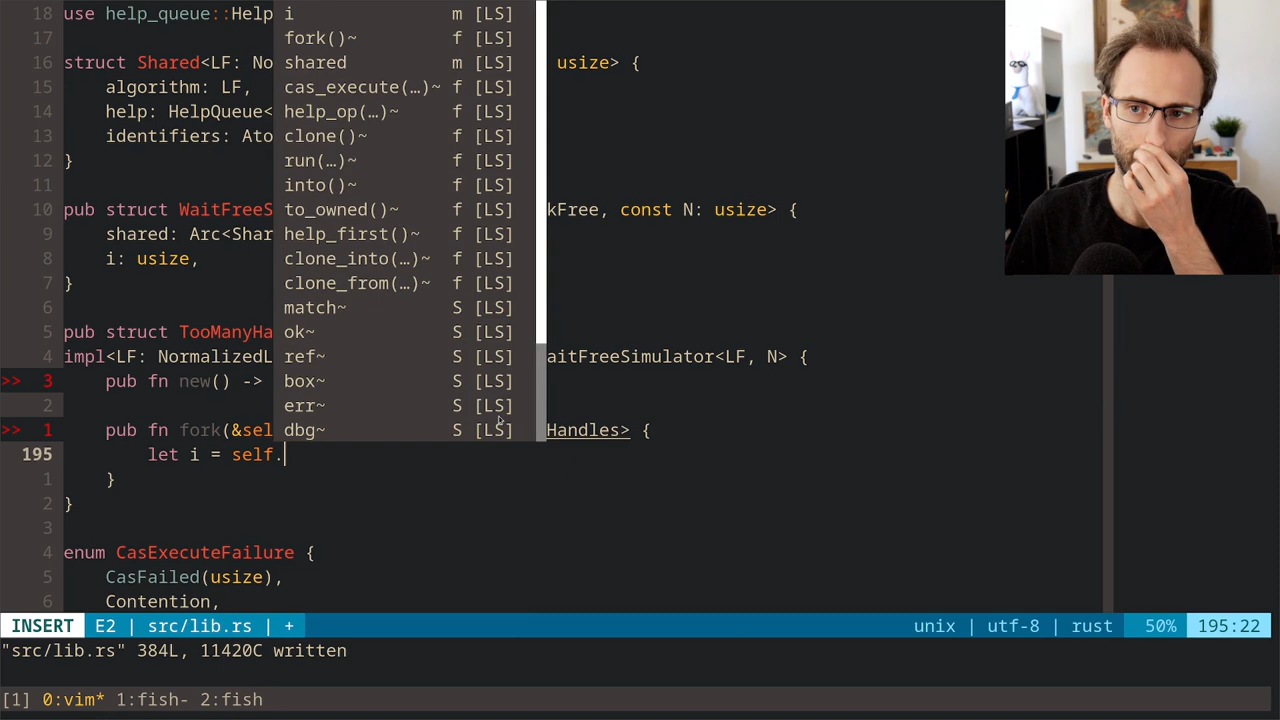 18 use help_queue::Help i m [LS]
17 fork()~ f [LS]
16 struct Shared<LF: No shared m [LS] usize> {
15 algorithm: LF, cas_execute(…)~ f [LS]
14 help: HelpQueue< help_op(…)~ f [LS]
13 identifiers: Ato clone()~ f [LS]
12 } run(…)~ f [LS]
11 into()~ f [LS]
10 pub struct WaitFreeS to_owned()~ f [LS] kFree, const N: usize> {
9 shared: Arc<Shar help_first()~ f [LS]
8 i: usize, clone_into(…)~ f [LS]
7 } clone_from(…)~ f [LS]
6 match~ S [LS]
5 pub struct TooManyHa ok~ S [LS]
4 impl<LF: NormalizedL ref~ S [LS] aitFreeSimulator<LF, N> {
>> 3 pub fn new() -> box~ S [LS]
2 err~ S [LS]
>> 1 pub fn fork(&sel dbg~ S [LS] Handles> {
195 let i = self.
1 }
2 }
3
4 enum CasExecuteFailure {
5 CasFailed(usize),
6 Contention,
INSERT E2 | src/lib.rs | + unix | utf-8 | rust 50% 195:22
"src/lib.rs" 384L, 11420C written
[1] 0:vim* 1:fish- 2:fish